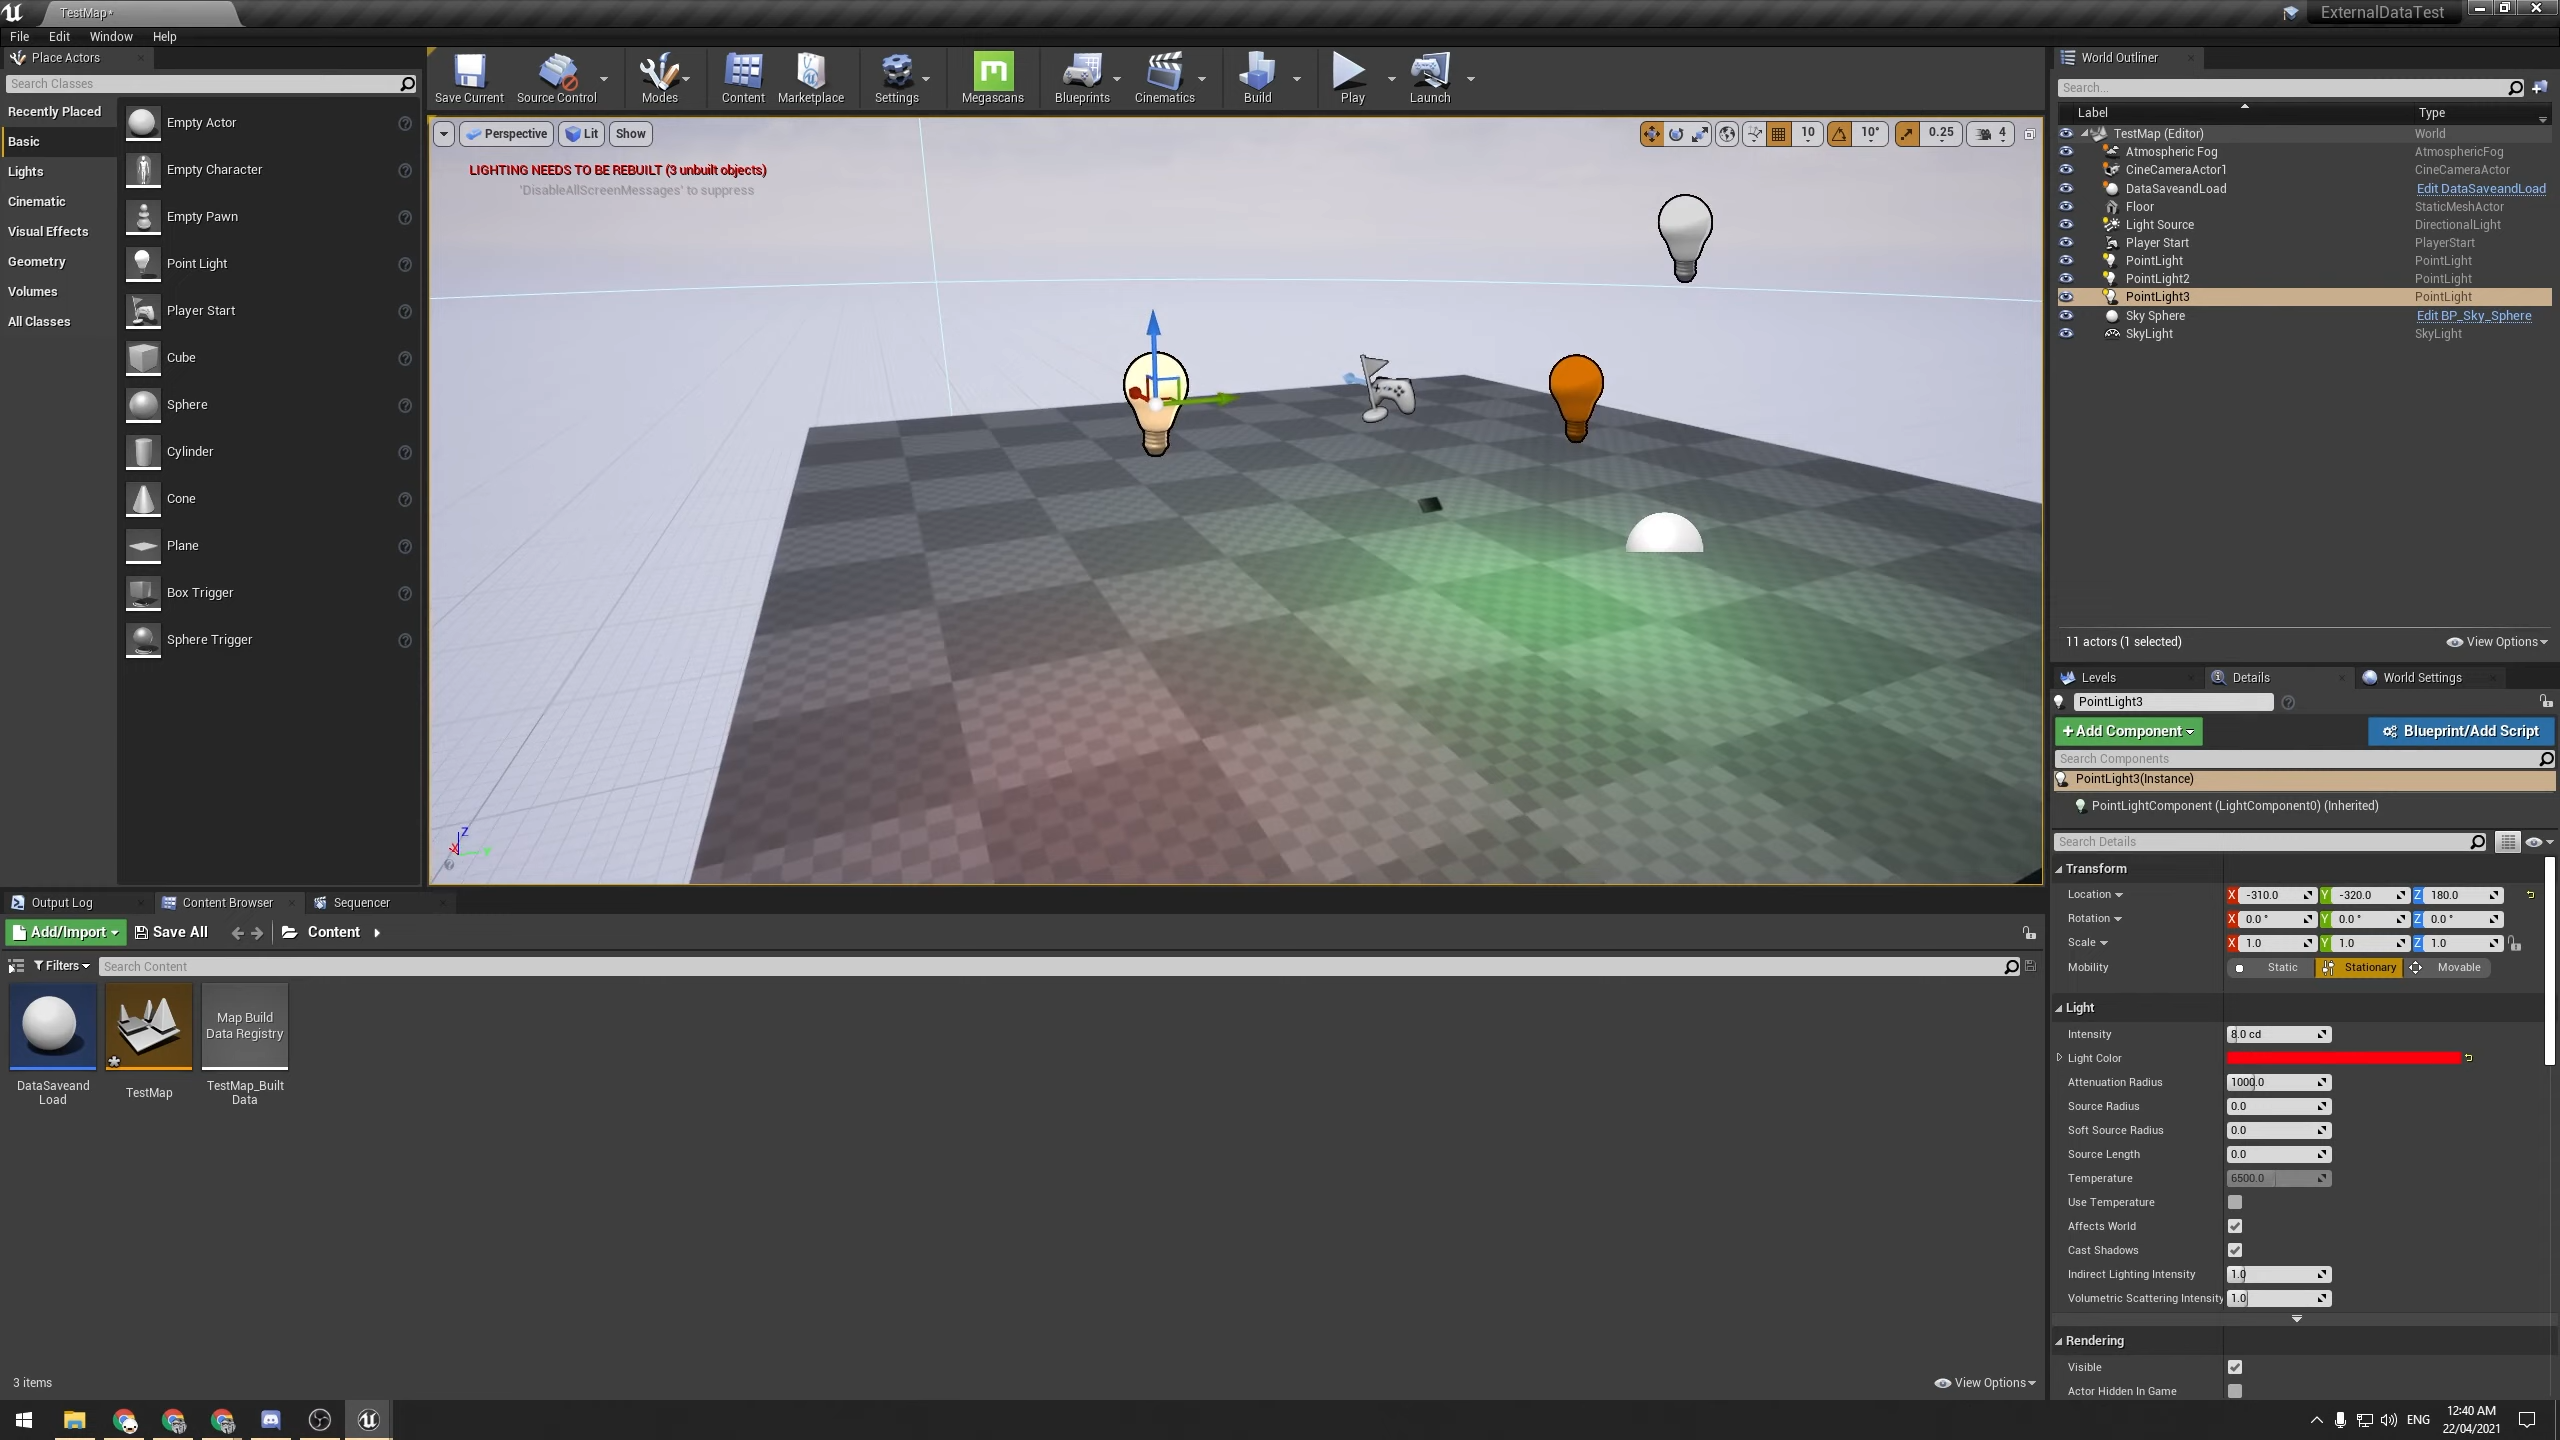 TestMap*
ExternalDataTest
File Edit Window Help
Place Actors
Search Classes
Recently Placed
Basic
Lights
Cinematic
Visual Effects
Geometry
Volumes
All Classes
Empty Actor
Empty Character
Empty Pawn
Point Light
Player Start
Cube
Sphere
Cylinder
Cone
Plane
Box Trigger
Sphere Trigger
Save Current Source Control Modes Content Marketplace Settings Megascans Blueprints Cinematics Build Play Launch
Perspective Lit Show
10 10° 0.25 4
LIGHTING NEEDS TO BE REBUILT (3 unbuilt objects)
'DisableAllScreenMessages' to suppress
Z
X
Y
World Outliner
Search...
Label Type
TestMap (Editor) World
Atmospheric Fog AtmosphericFog
CineCameraActor1 CineCameraActor
DataSaveandLoad Edit DataSaveandLoad
Floor StaticMeshActor
Light Source DirectionalLight
Player Start PlayerStart
PointLight PointLight
PointLight2 PointLight
PointLight3 PointLight
Sky Sphere Edit BP_Sky_Sphere
SkyLight SkyLight
11 actors (1 selected) View Options
Levels Details World Settings
PointLight3
+Add Component Blueprint/Add Script
Search Components
PointLight3(Instance)
PointLightComponent (LightComponent0) (Inherited)
Search Details
Transform
Location X -310.0 Y -320.0 Z 180.0
Rotation X 0.0 ° Y 0.0 ° Z 0.0 °
Scale X 1.0 Y 1.0 Z 1.0
Mobility Static Stationary Movable
Light
Intensity 8.0 cd
Light Color
Attenuation Radius 1000.0
Source Radius 0.0
Soft Source Radius 0.0
Source Length 0.0
Temperature 6500.0
Use Temperature
Affects World
Cast Shadows
Indirect Lighting Intensity 1.0
Volumetric Scattering Intensity 1.0
Rendering
Visible
Actor Hidden In Game
Output Log Content Browser Sequencer
Add/Import Save All Content
Filters Search Content
Map Build
Data Registry
DataSaveand
Load
TestMap
TestMap_Built
Data
3 items View Options
ENG
12:40 AM
22/04/2021